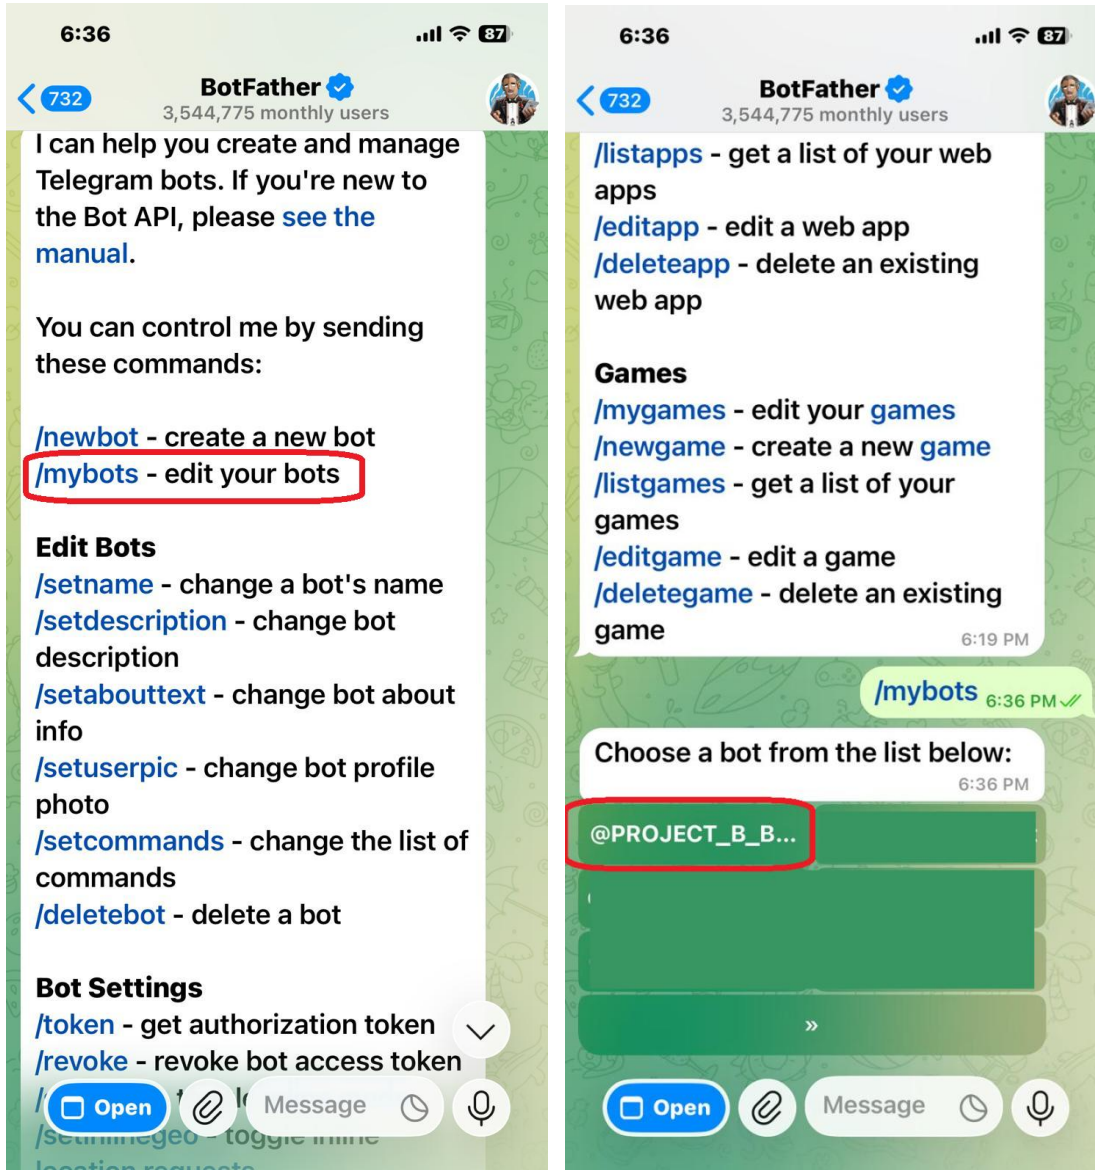 6:36
87
732
BotFather
3,544,775 monthly users
I can help you create and manage
Telegram bots. If you're new to
the Bot API, please see the
manual.
You can control me by sending
these commands:
/newbot - create a new bot
/mybots - edit your bots
Edit Bots
/setname - change a bot's name
/setdescription - change bot
description
/setabouttext - change bot about
info
/setuserpic - change bot profile
photo
/setcommands - change the list of
commands
/deletebot - delete a bot
Bot Settings
/token - get authorization token
/revoke - revoke bot access token
Open
Message
/setinlinegeo - toggle inline
location requests
6:36
87
732
BotFather
3,544,775 monthly users
/listapps - get a list of your web
apps
/editapp - edit a web app
/deleteapp - delete an existing
web app
Games
/mygames - edit your games
/newgame - create a new game
/listgames - get a list of your
games
/editgame - edit a game
/deletegame - delete an existing
game
6:19 PM
/mybots 6:36 PM
Choose a bot from the list below:
6:36 PM
@PROJECT_B_B...
»
Open
Message